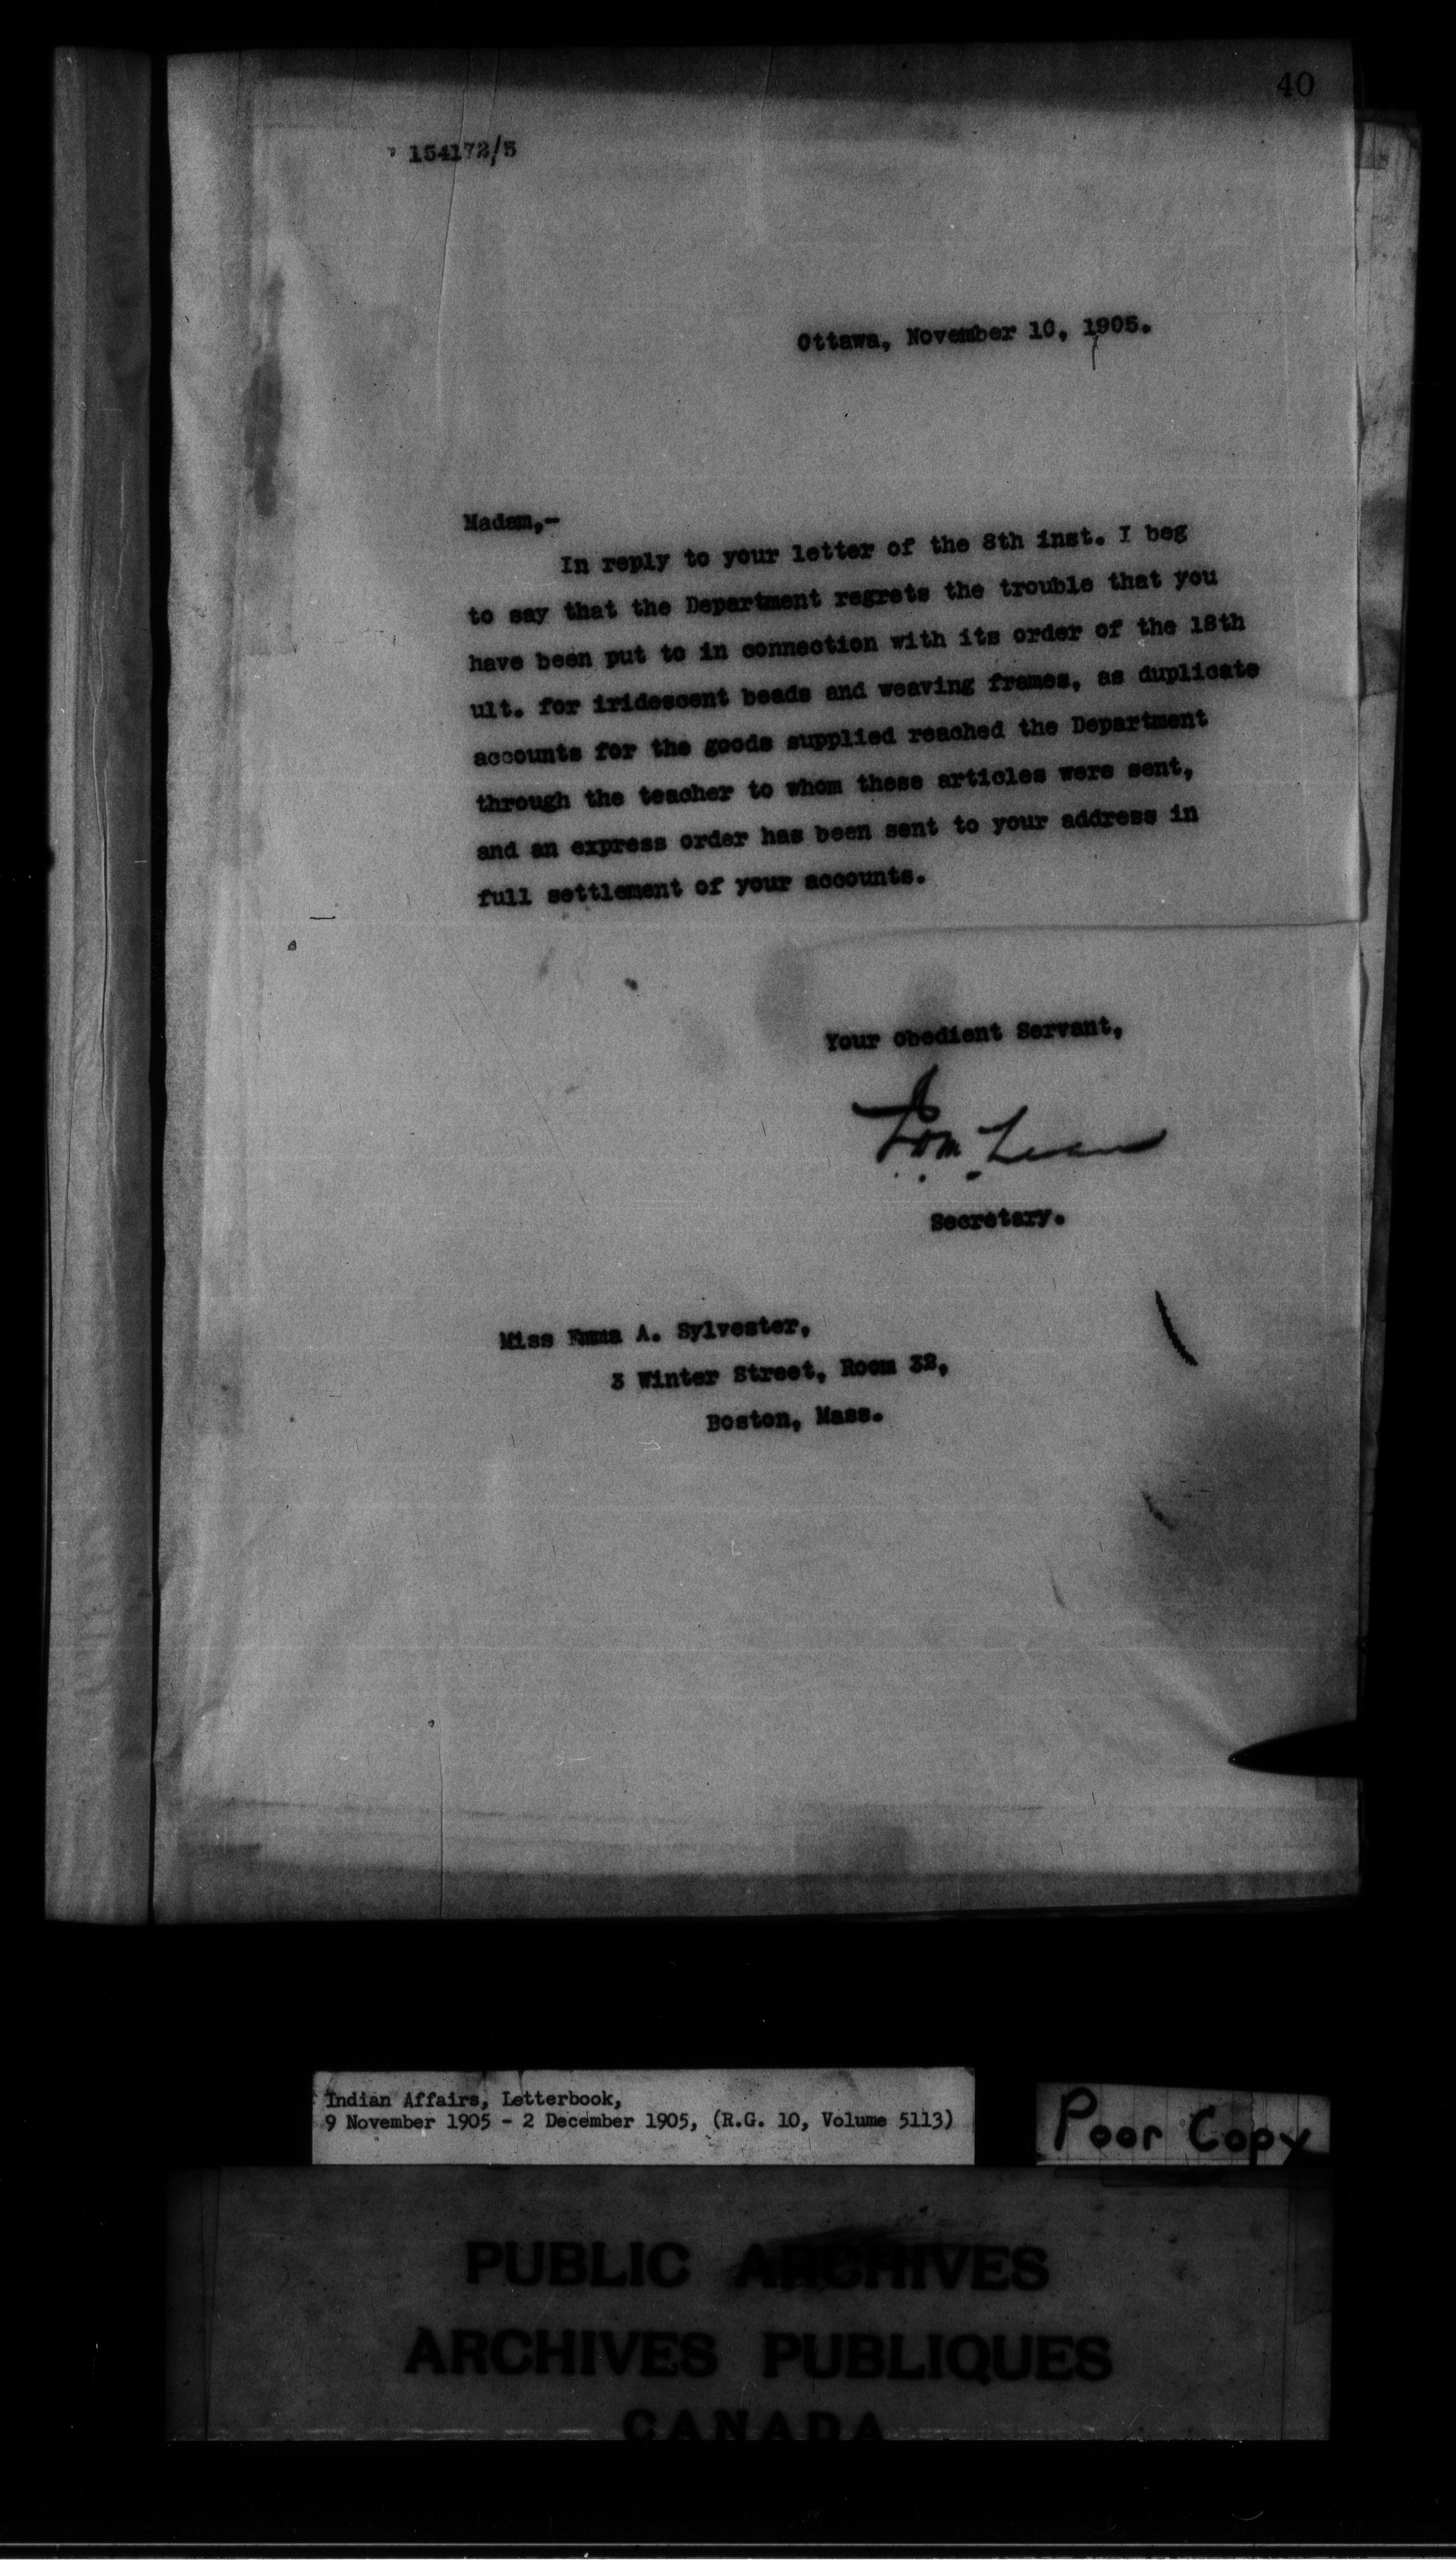 40
154172/5
Ottawa, November 10, 1905.
Madam,-
In reply to your letter of the 8th inst. I beg
to say that the Department regrets the trouble that you
have been put to in connection with its order of the 18th
ult. for iridescent beads and weaving frames, as duplicate
accounts for the goods supplied reached the Department
through the teacher to whom these articles were sent,
and an express order has been sent to your address in
full settlement of your accounts.
Your obedient Servant,
Secretary.
Miss Emma A. Sylvester,
3 Winter Street, Room 32,
Boston, Mass.
Indian Affairs, Letterbook,
9 November 1905 - 2 December 1905, (R.G. 10, Volume 5113)
Poor Copy
PUBLIC ARCHIVES
ARCHIVES PUBLIQUES
CANADA